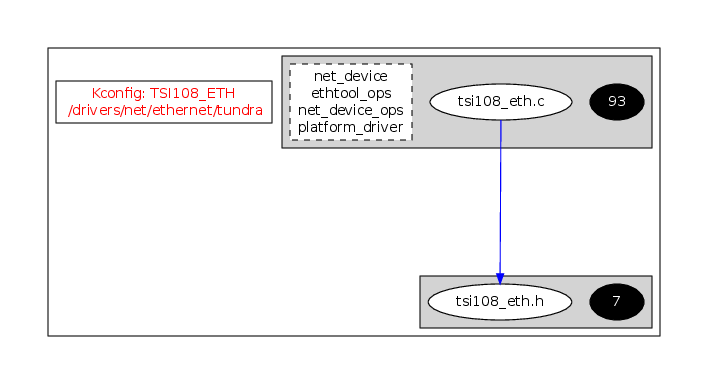 Kconfig: TSI108_ETH
/drivers/net/ethernet/tundra
net_device
ethtool_ops
net_device_ops
platform_driver
tsi108_eth.c
93
tsi108_eth.h
7